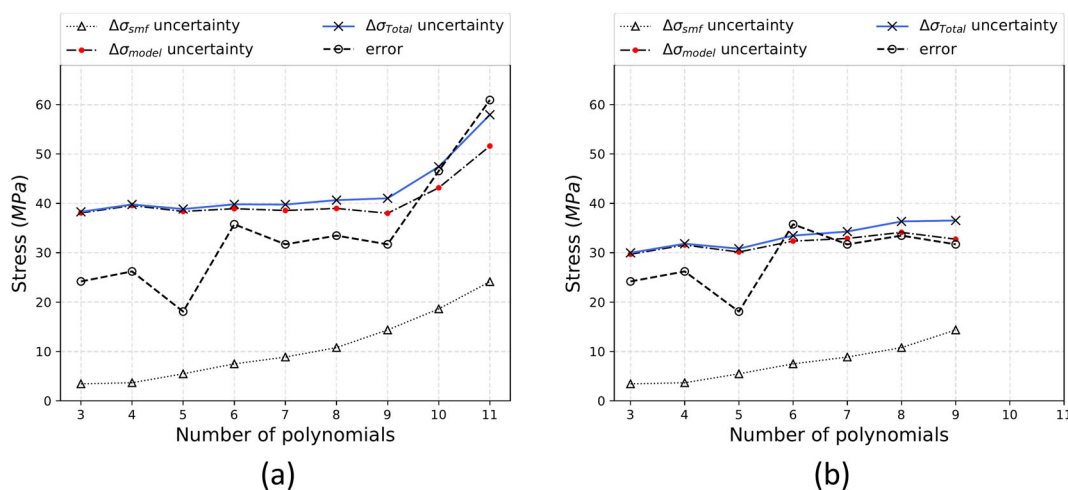 Δσsmf uncertainty ΔσTotal uncertainty
Δσmodel uncertainty error
60
50
40
30
20
10
0
Stress (MPa)
3 4 5 6 7 8 9 10 11
Number of polynomials
(a)
Δσsmf uncertainty ΔσTotal uncertainty
Δσmodel uncertainty error
60
50
40
30
20
10
0
Stress (MPa)
3 4 5 6 7 8 9 10 11
Number of polynomials
(b)